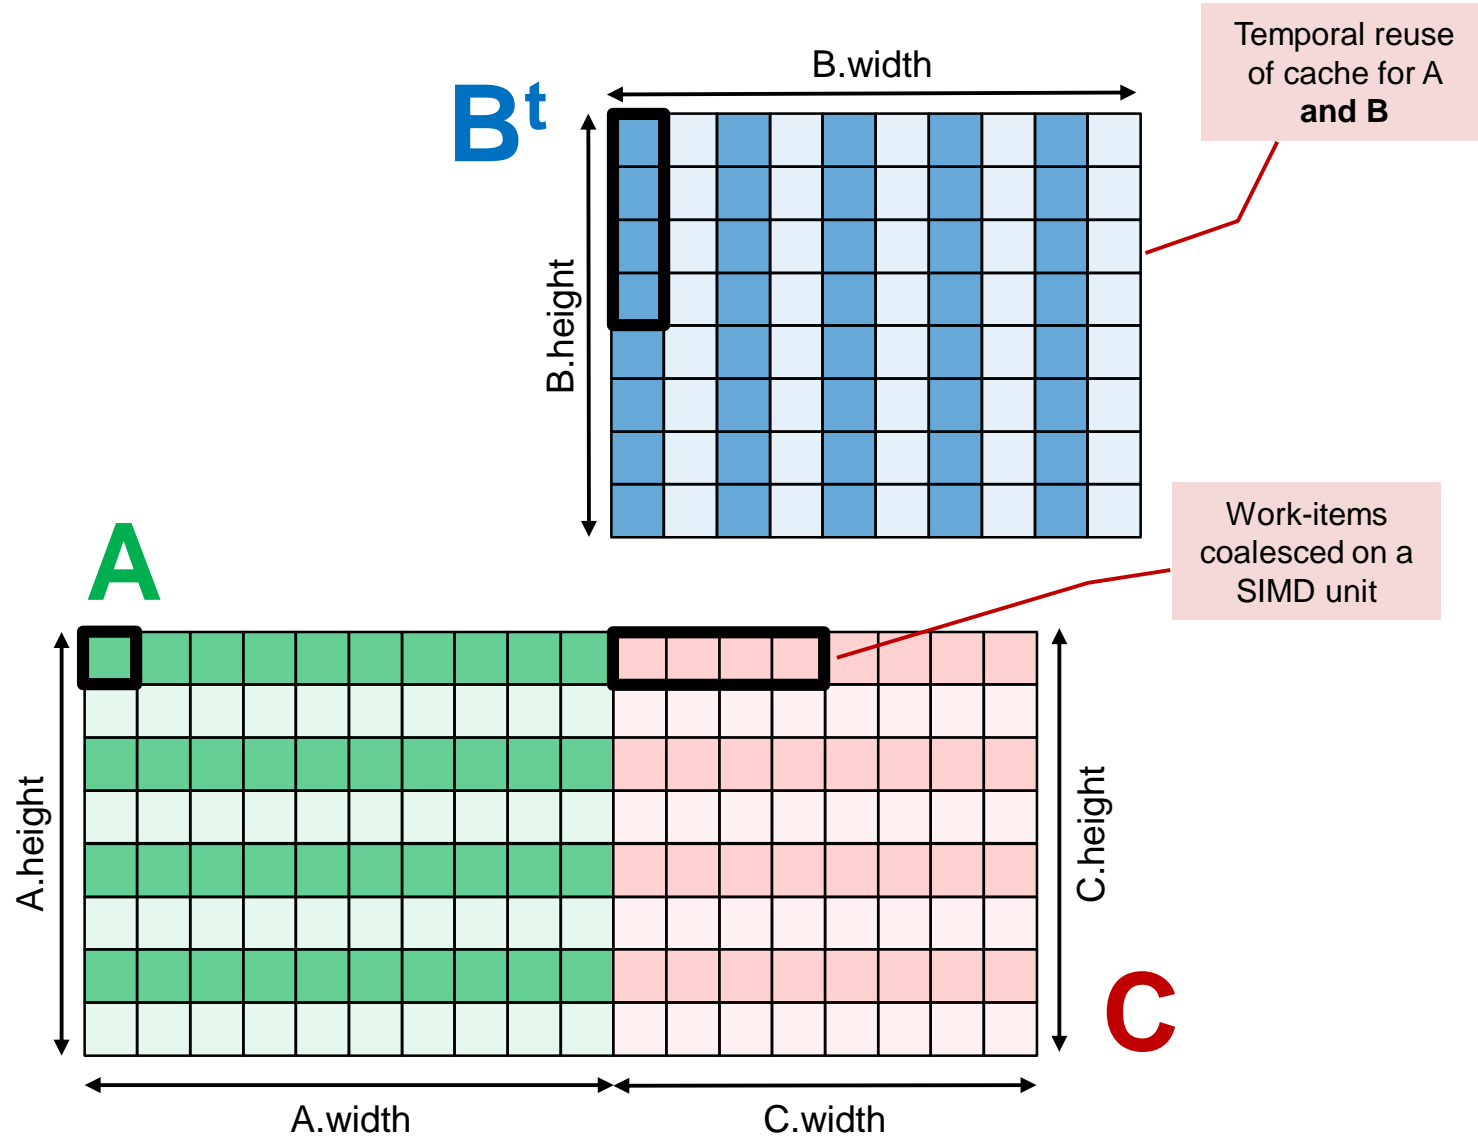 Temporal reuse
of cache for A
and B
B.width
Bᵗ
B.height
Work-items
coalesced on a
SIMD unit
A
A.height
C.height
C
A.width
C.width